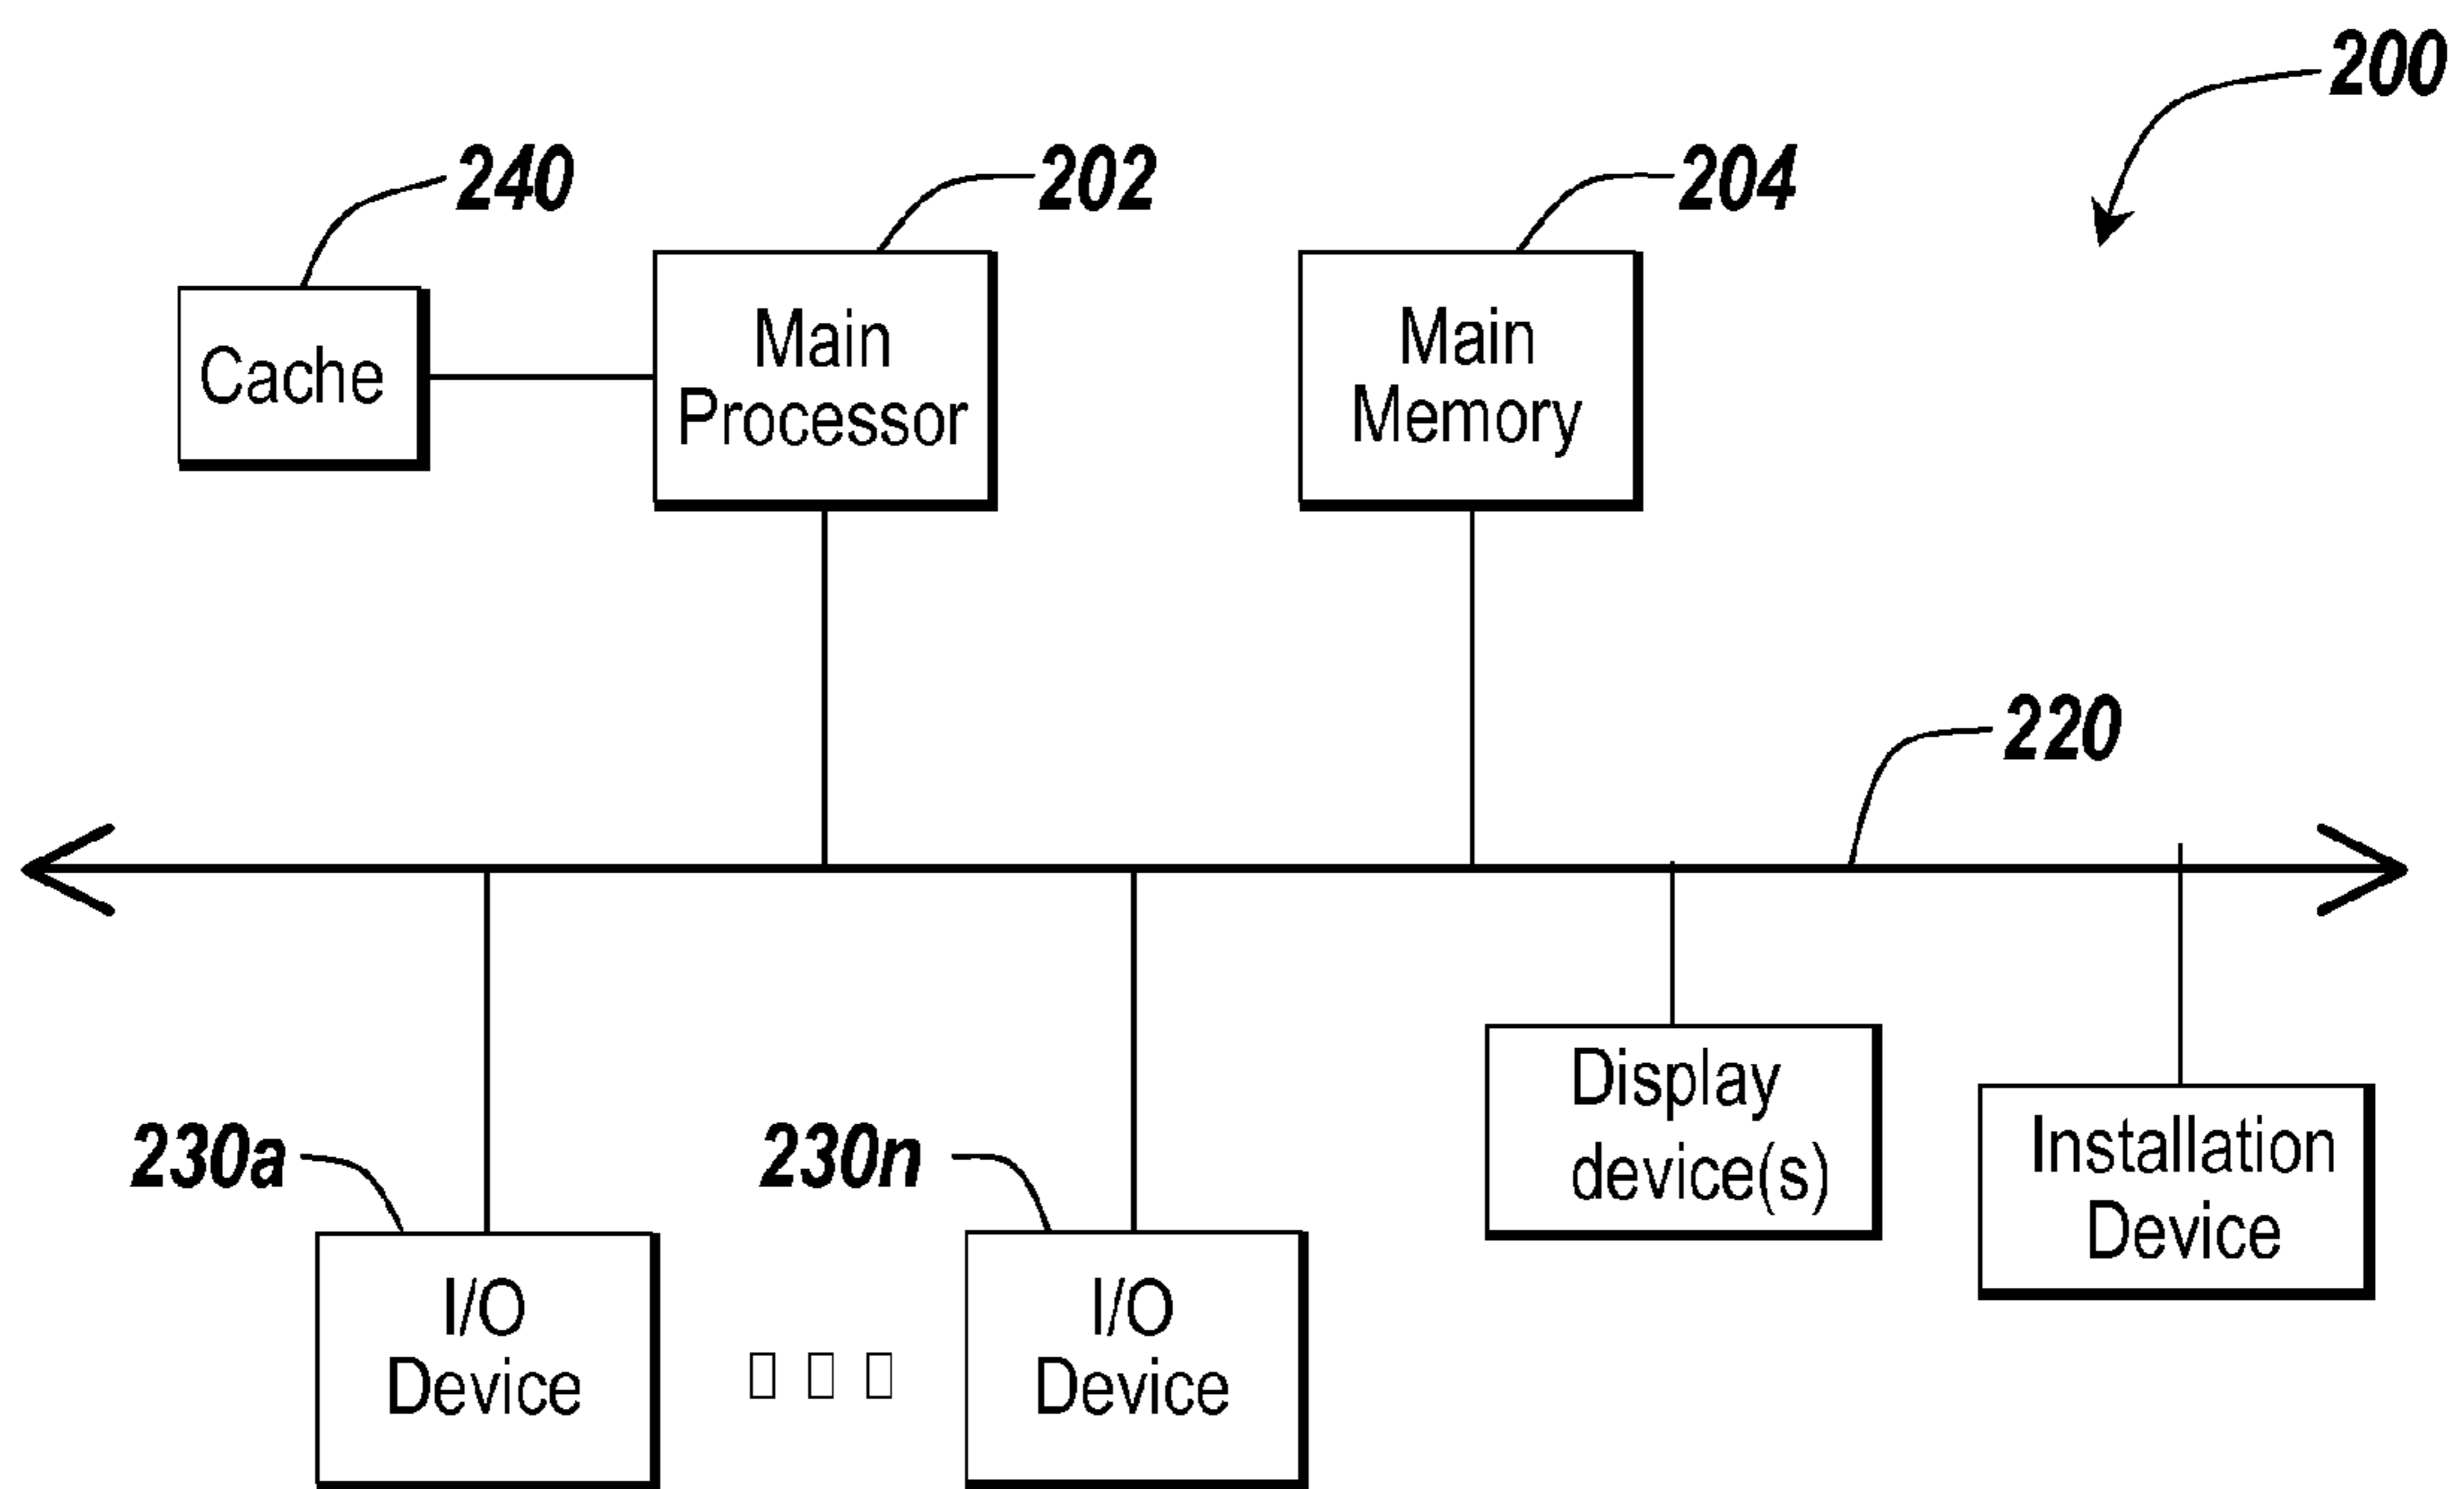 200
240
202
204
Cache
Main
Processor
Main
Memory
220
230a
230n
Display
device(s)
Installation
Device
I/O
Device
I/O
Device